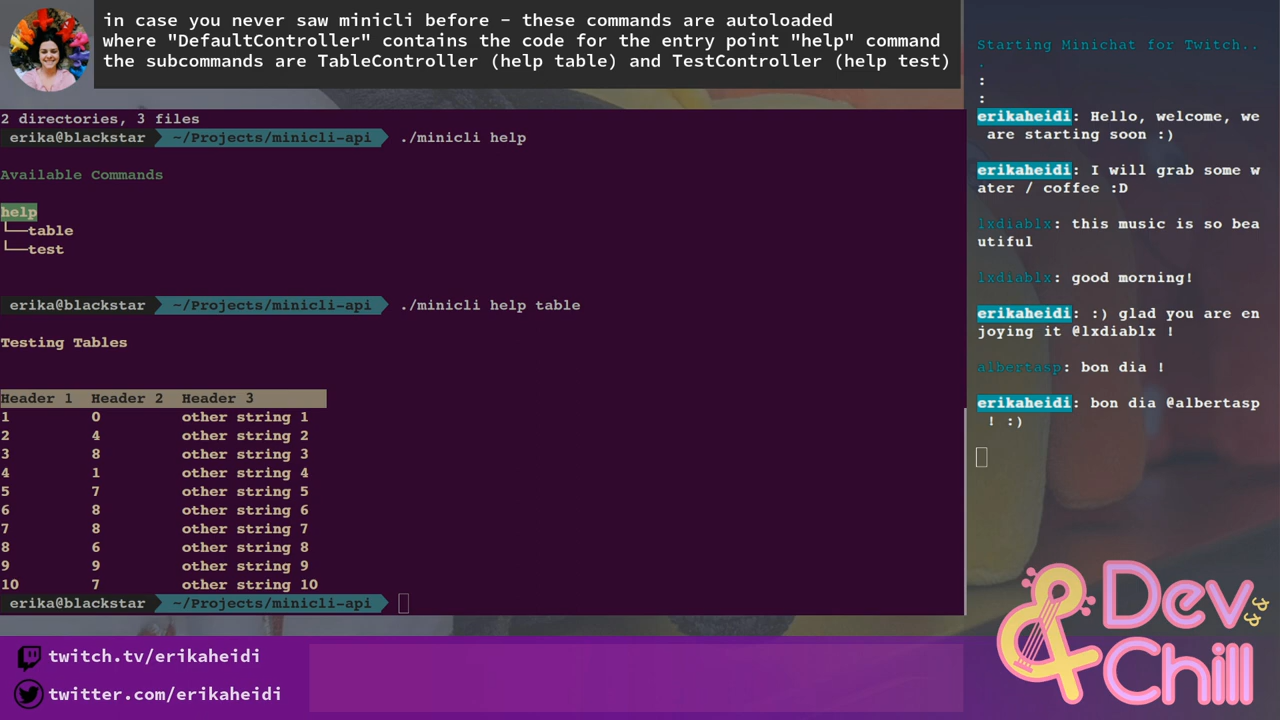 in case you never saw minicli before - these commands are autoloaded
where "DefaultController" contains the code for the entry point "help" command
the subcommands are TableController (help table) and TestController (help test)
2 directories, 3 files
erika@blackstar ~/Projects/minicli-api ./minicli help
Available Commands
help
└──table
└──test
erika@blackstar ~/Projects/minicli-api ./minicli help table
Testing Tables
Header 1 Header 2 Header 3
1 0 other string 1
2 4 other string 2
3 8 other string 3
4 1 other string 4
5 7 other string 5
6 8 other string 6
7 8 other string 7
8 6 other string 8
9 9 other string 9
10 7 other string 10
erika@blackstar ~/Projects/minicli-api
Starting Minichat for Twitch..
.
:
:
erikaheidi: Hello, welcome, we
are starting soon :)
erikaheidi: I will grab some w
ater / coffee :D
lxdiablx: this music is so bea
utiful
lxdiablx: good morning!
erikaheidi: :) glad you are en
joying it @lxdiablx !
albertasp: bon dia !
erikaheidi: bon dia @albertasp
! :)
twitch.tv/erikaheidi
twitter.com/erikaheidi
Dev
&
Chill